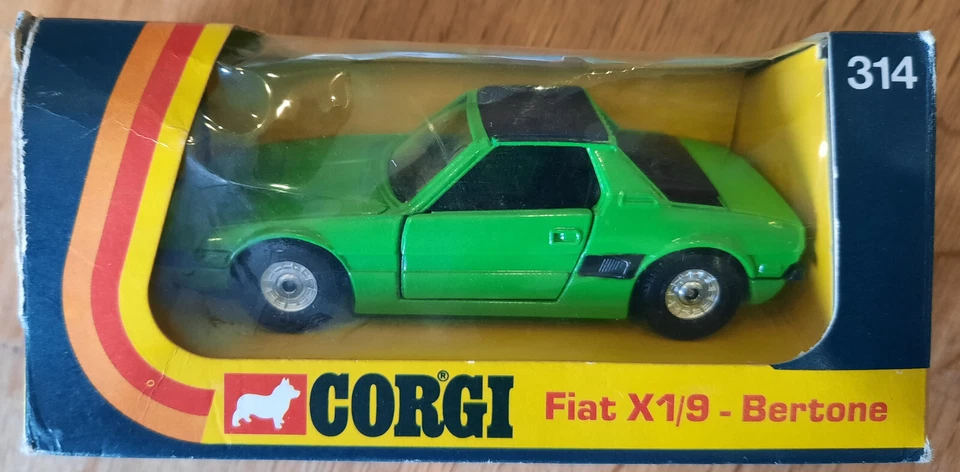 314
CORGI®
Fiat X1/9 - Bertone